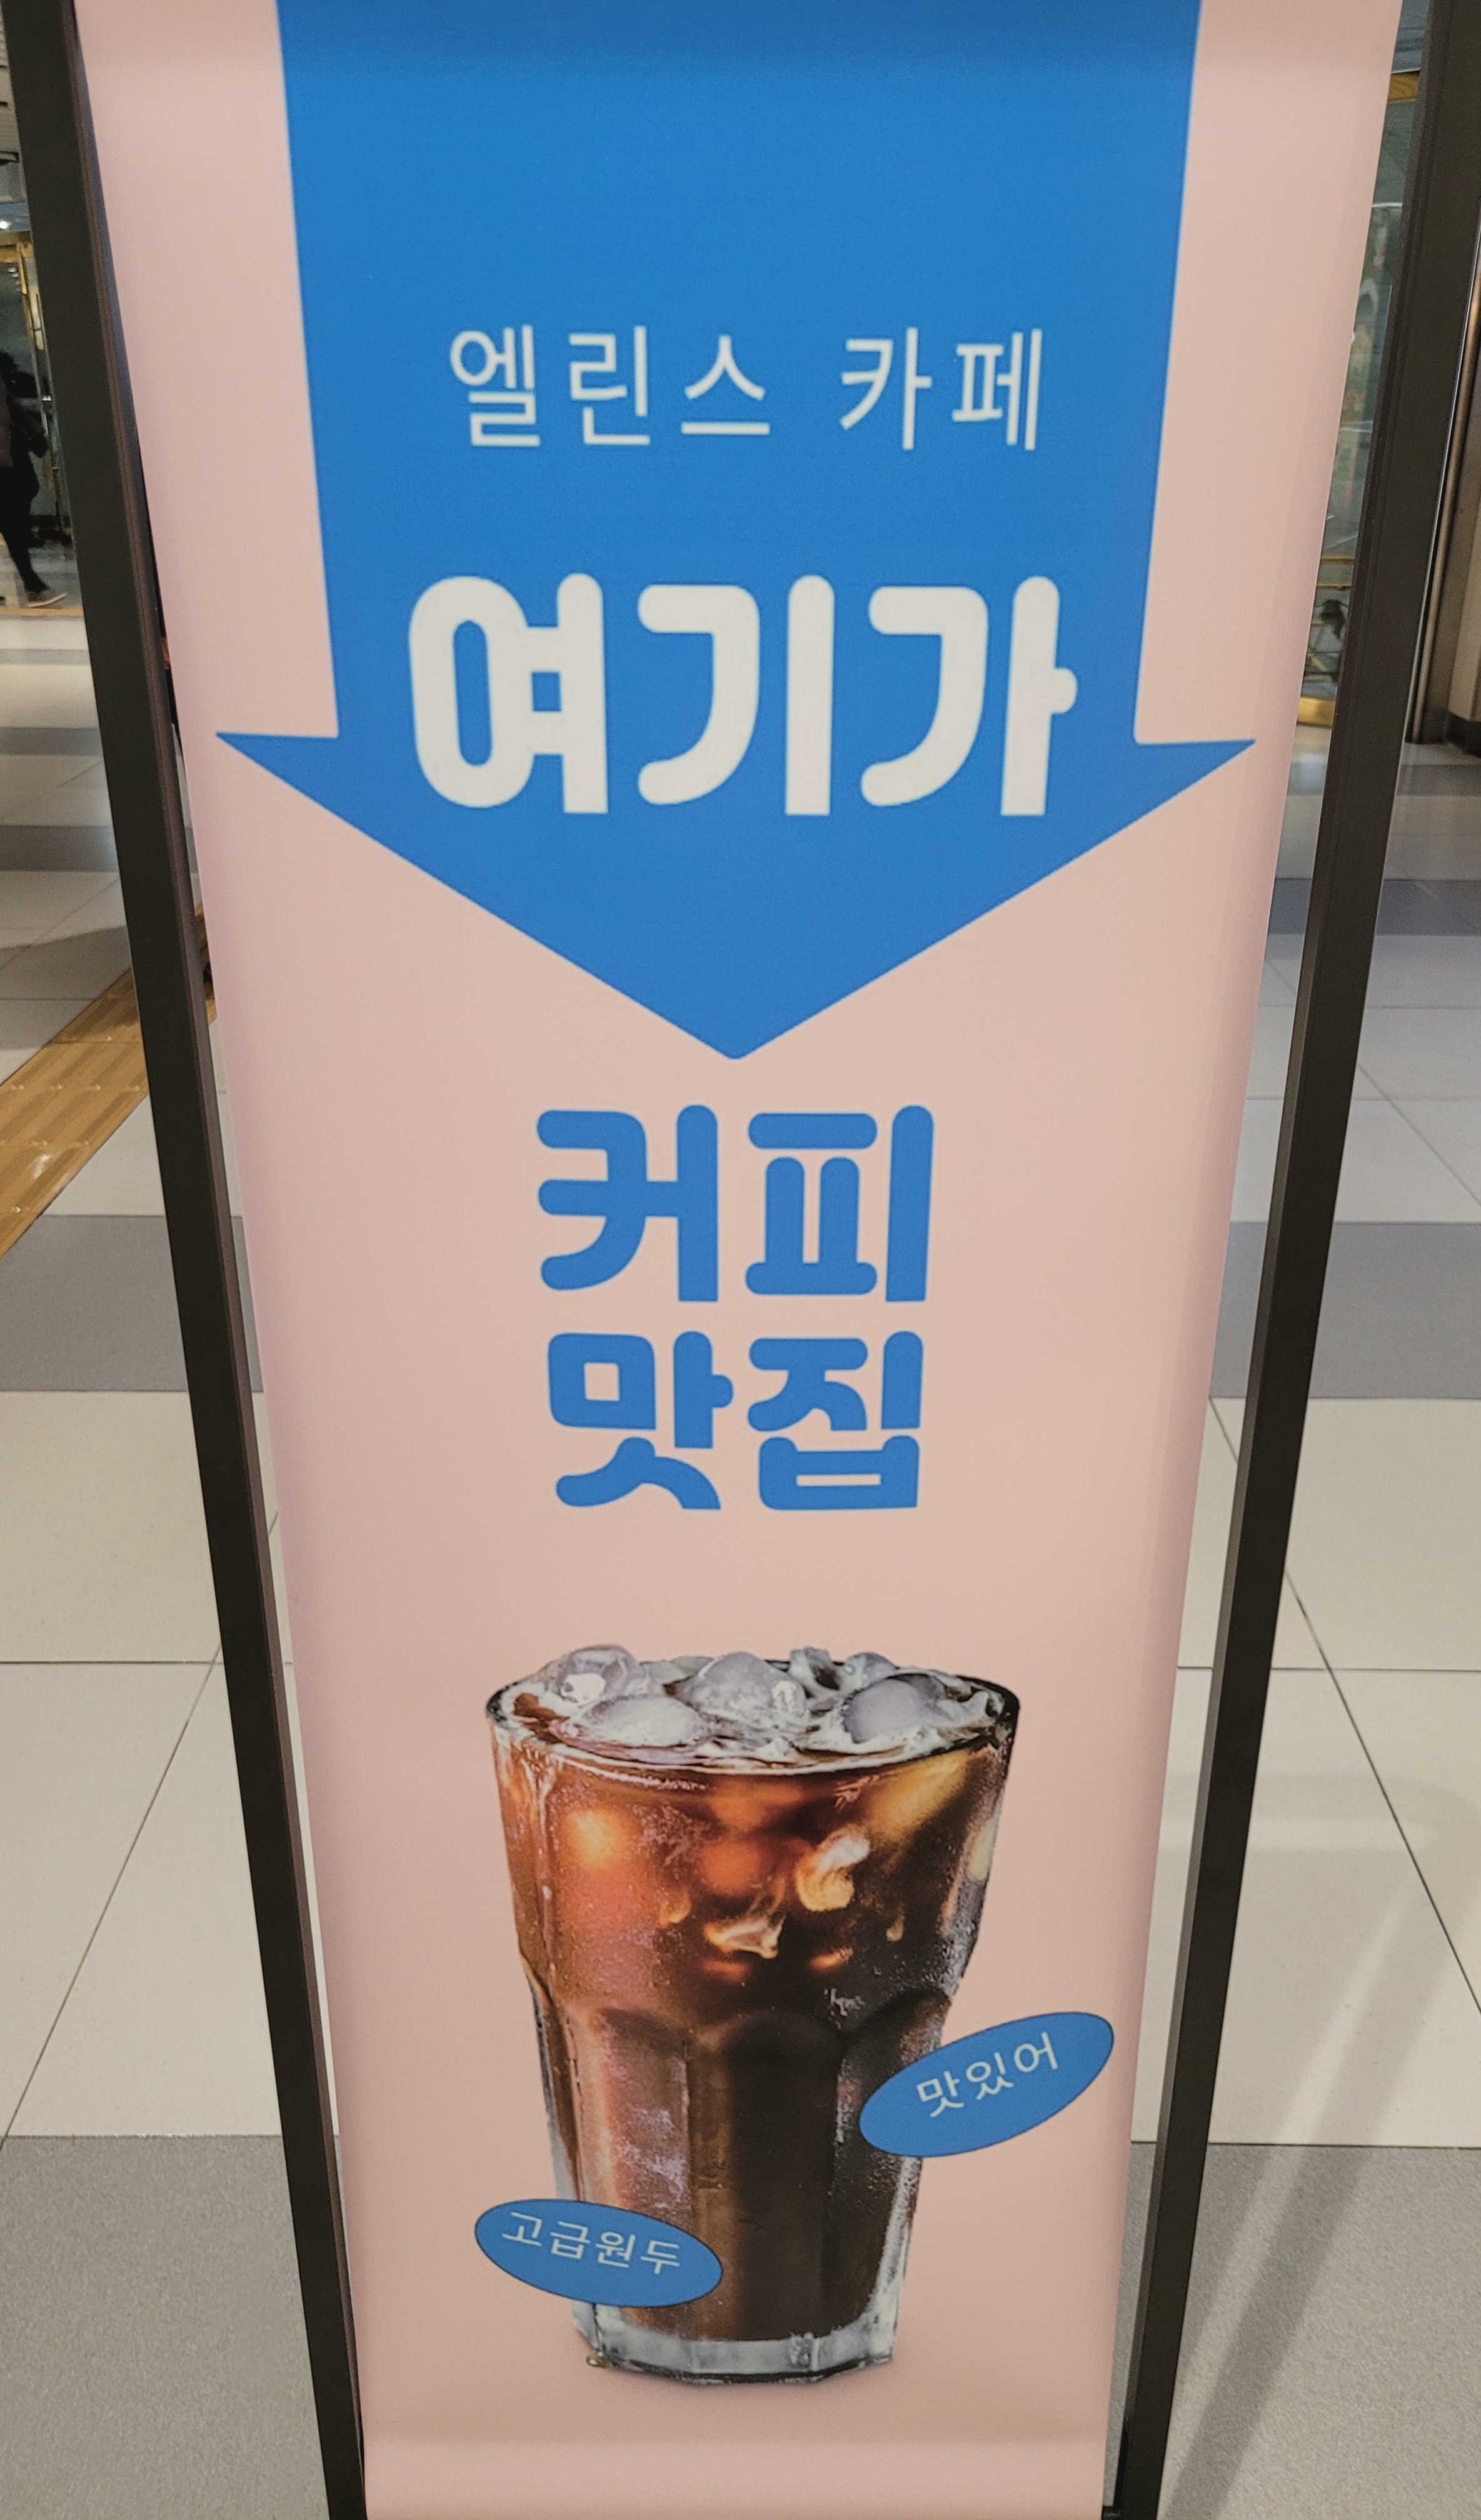 엘린스 카페
여기가
커피
맛집
맛있어
고급원두